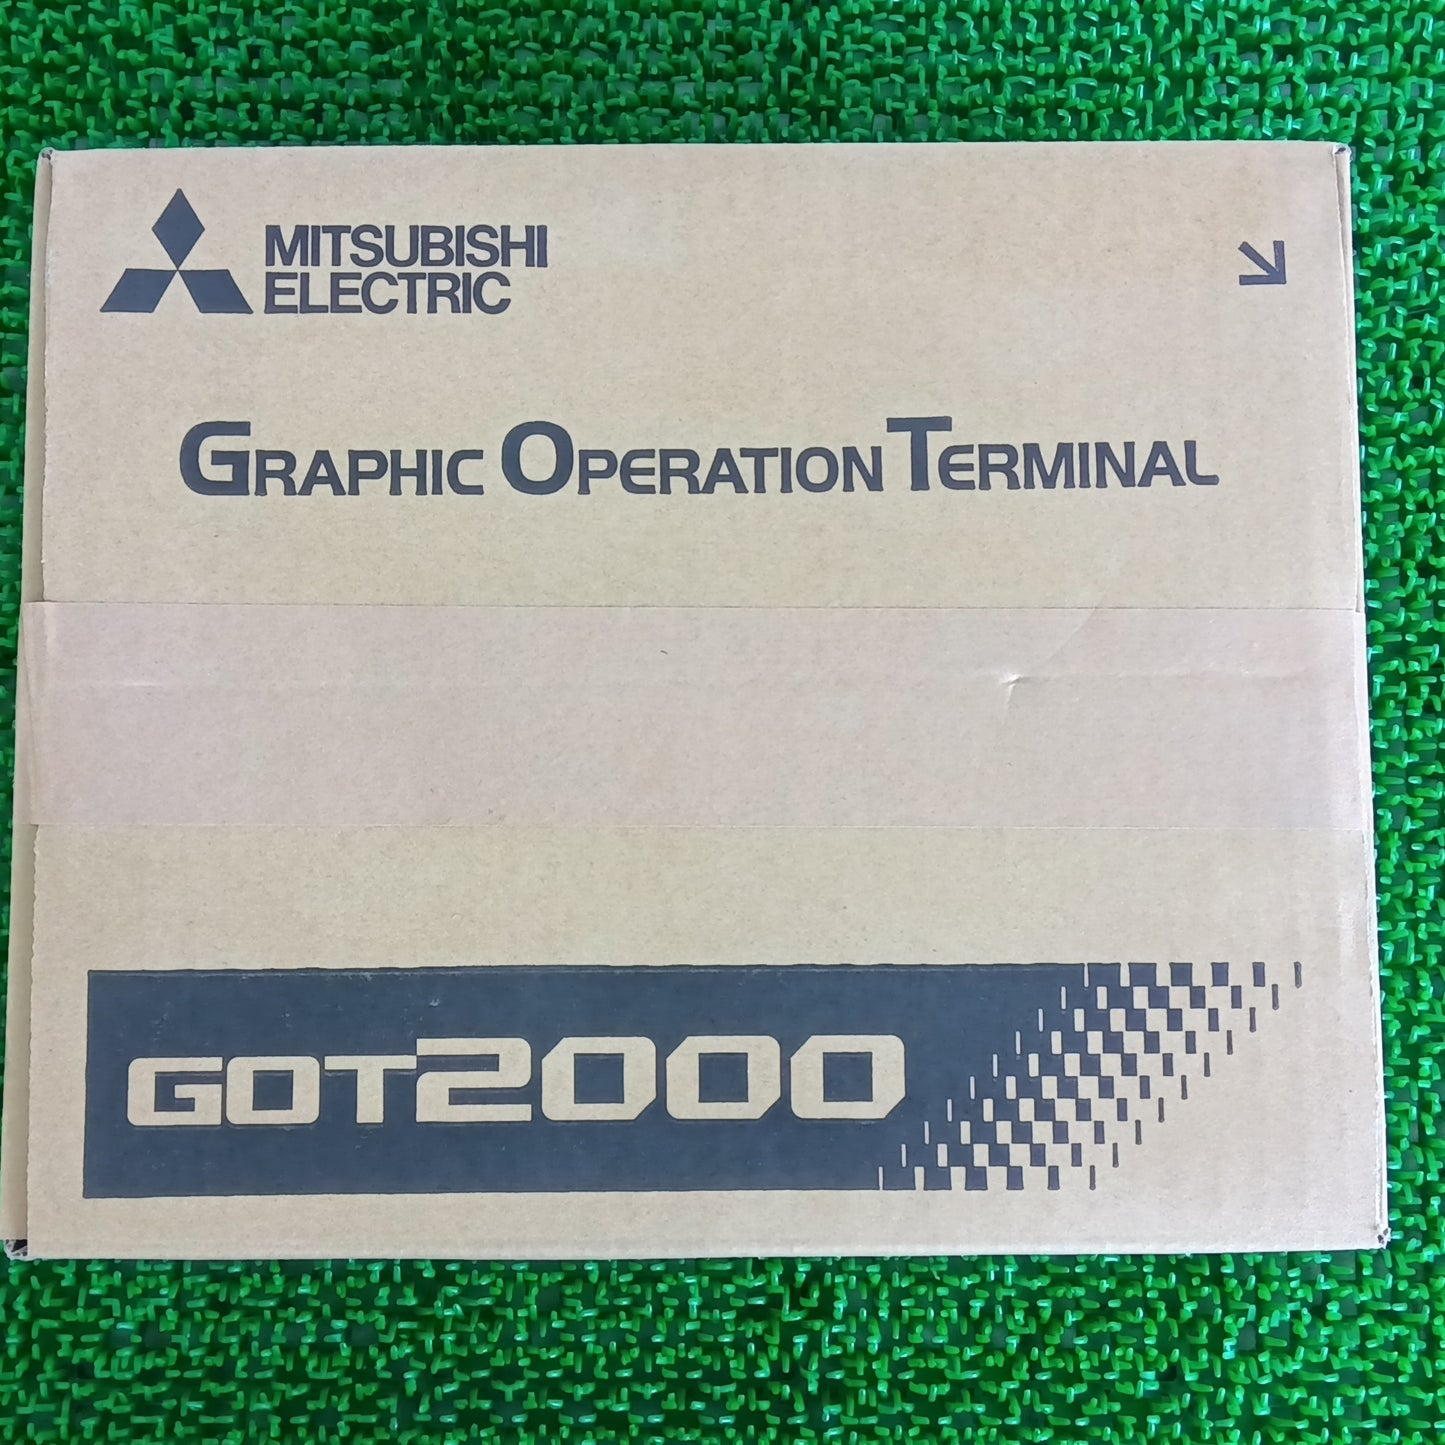 MITSUBISHI
ELECTRIC
GRAPHIC OPERATION TERMINAL
GOT2000